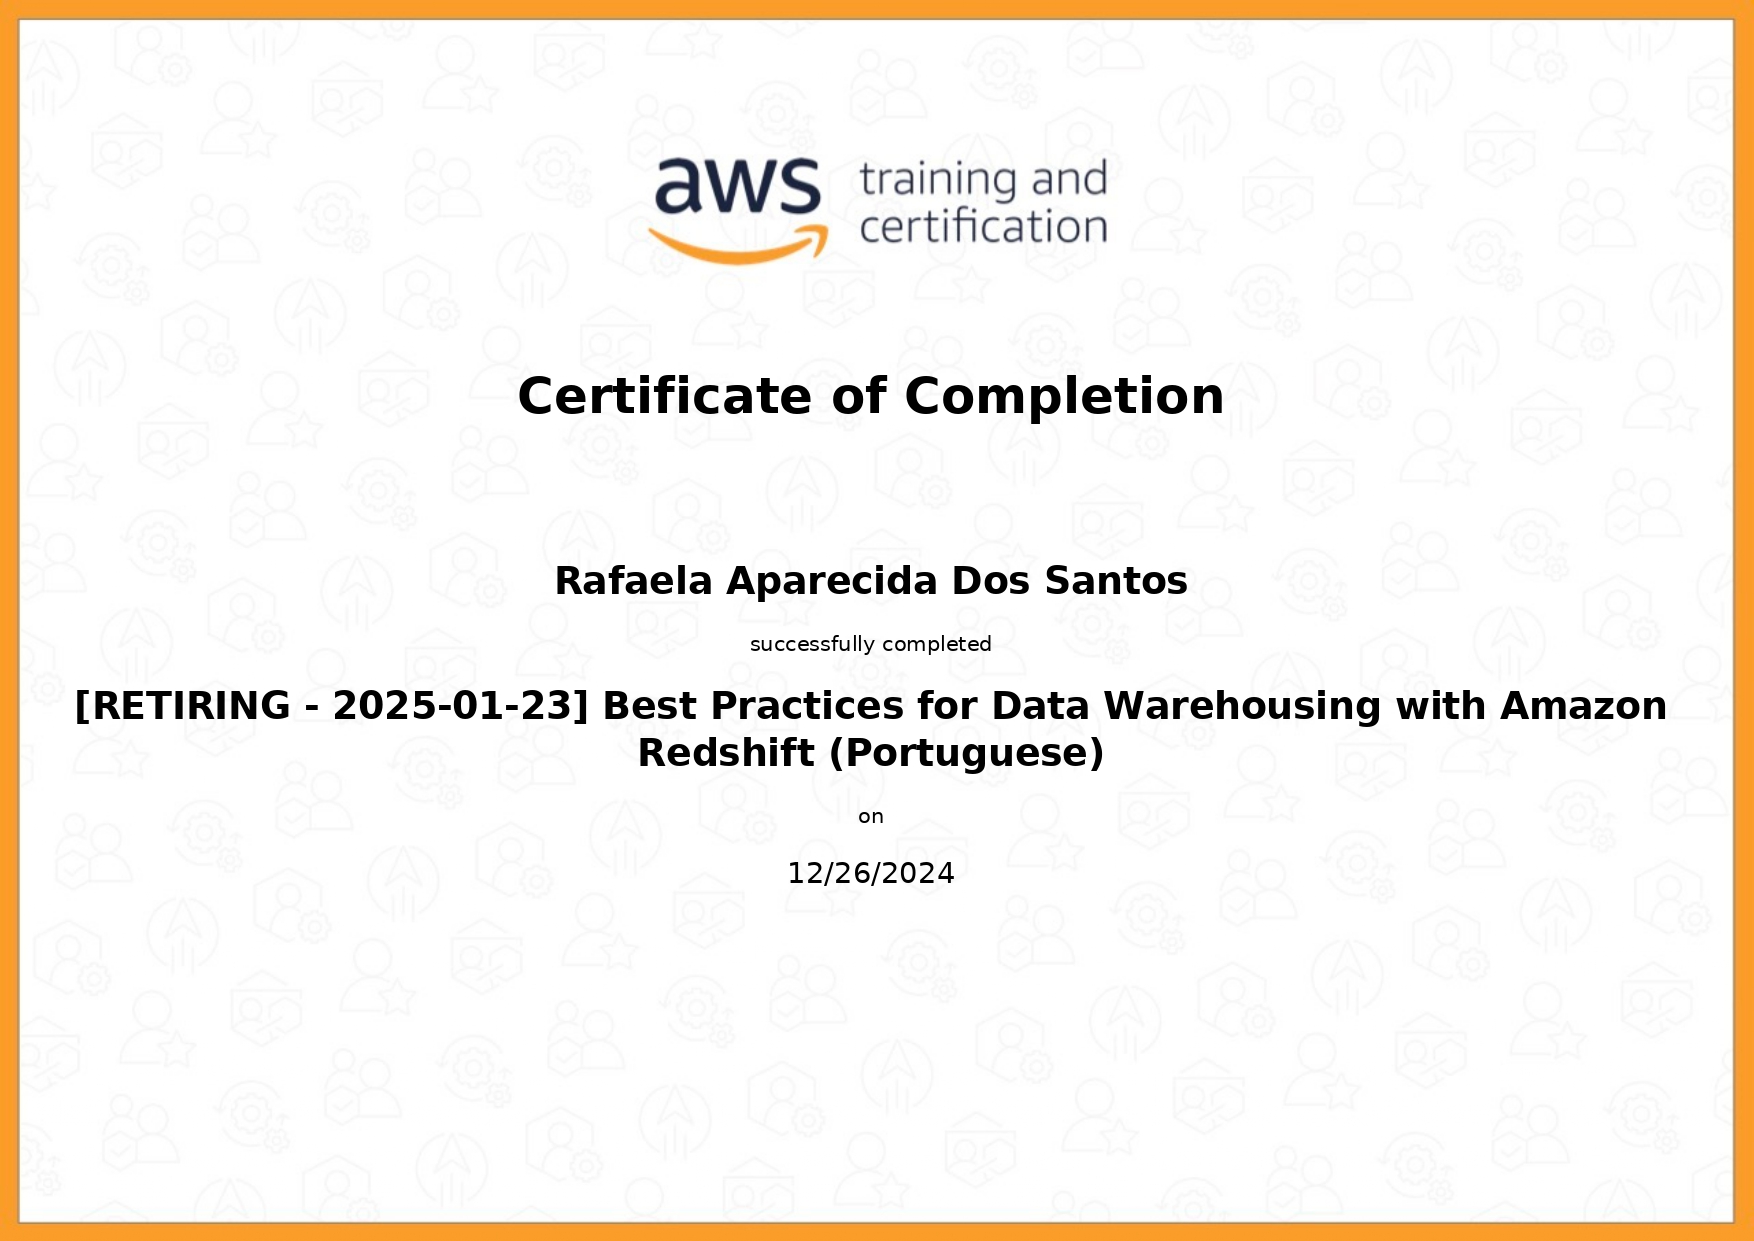 aws training and
certification
Certificate of Completion
Rafaela Aparecida Dos Santos
successfully completed
[RETIRING - 2025-01-23] Best Practices for Data Warehousing with Amazon
Redshift (Portuguese)
on
12/26/2024